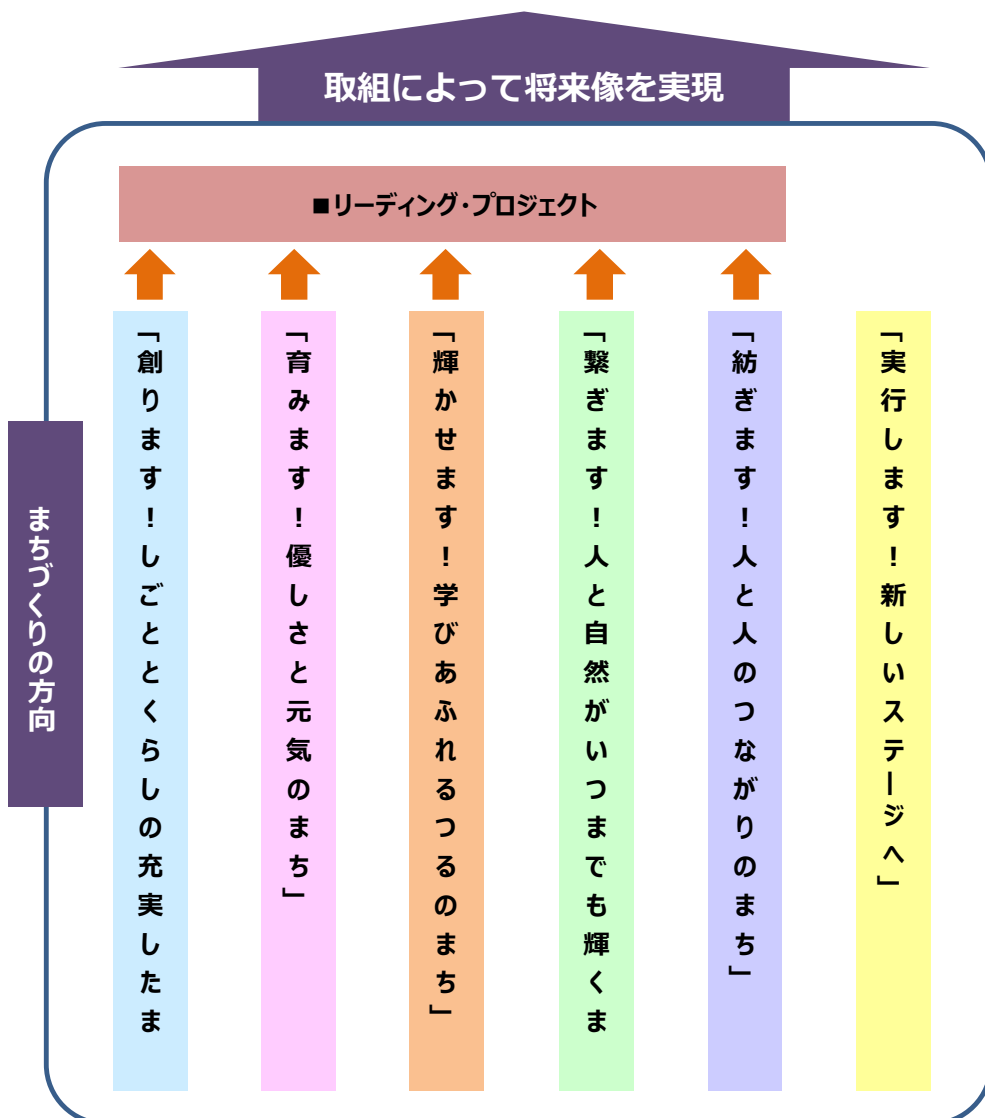 取組によって将来像を実現
■リーディング・プロジェクト
まちづくりの方向
「創ります!しごととくらしの充実したま
「育みます!優しさと元気のまち」
「輝かせます!学びあふれるつるのまち」
「繋ぎます!人と自然がいつまでも輝くま
「紡ぎます!人と人のつながりのまち」
「実行します!新しいステージへ」